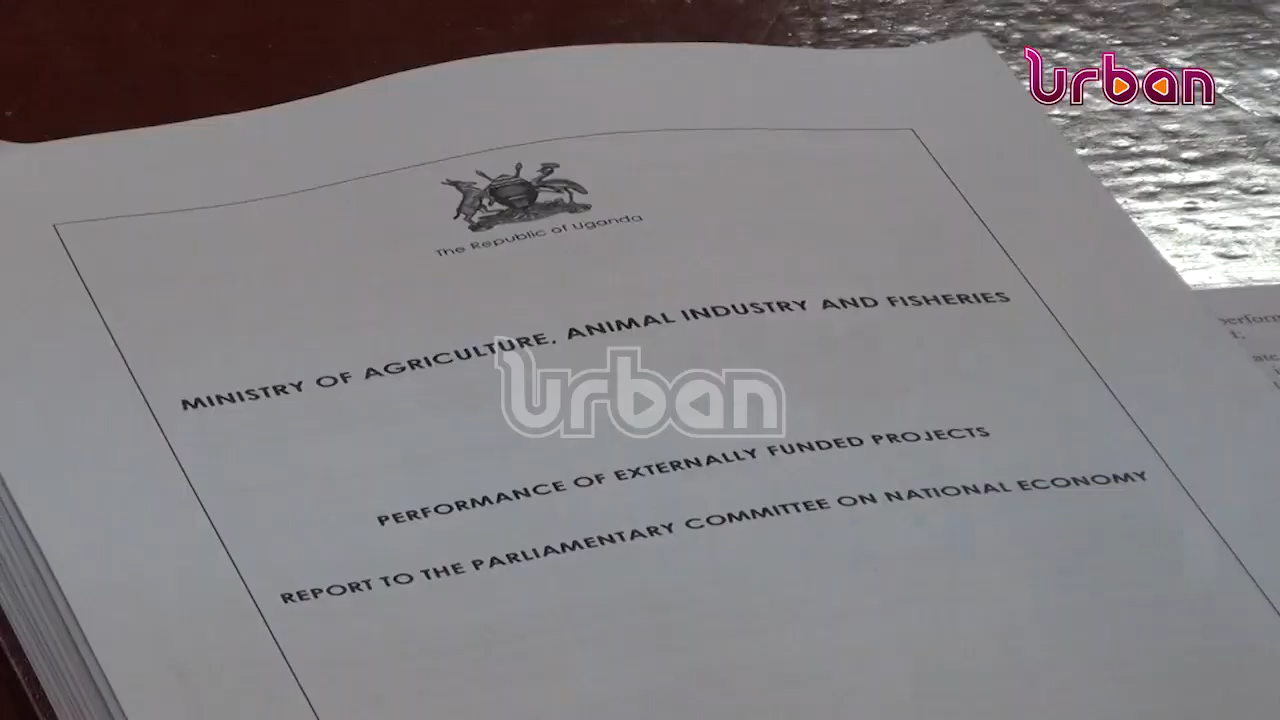 Urban
The Republic of Uganda
MINISTRY OF AGRICULTURE, ANIMAL INDUSTRY AND FISHERIES
Urban
PERFORMANCE OF EXTERNALLY FUNDED PROJECTS
REPORT TO THE PARLIAMENTARY COMMITTEE ON NATIONAL ECONOMY